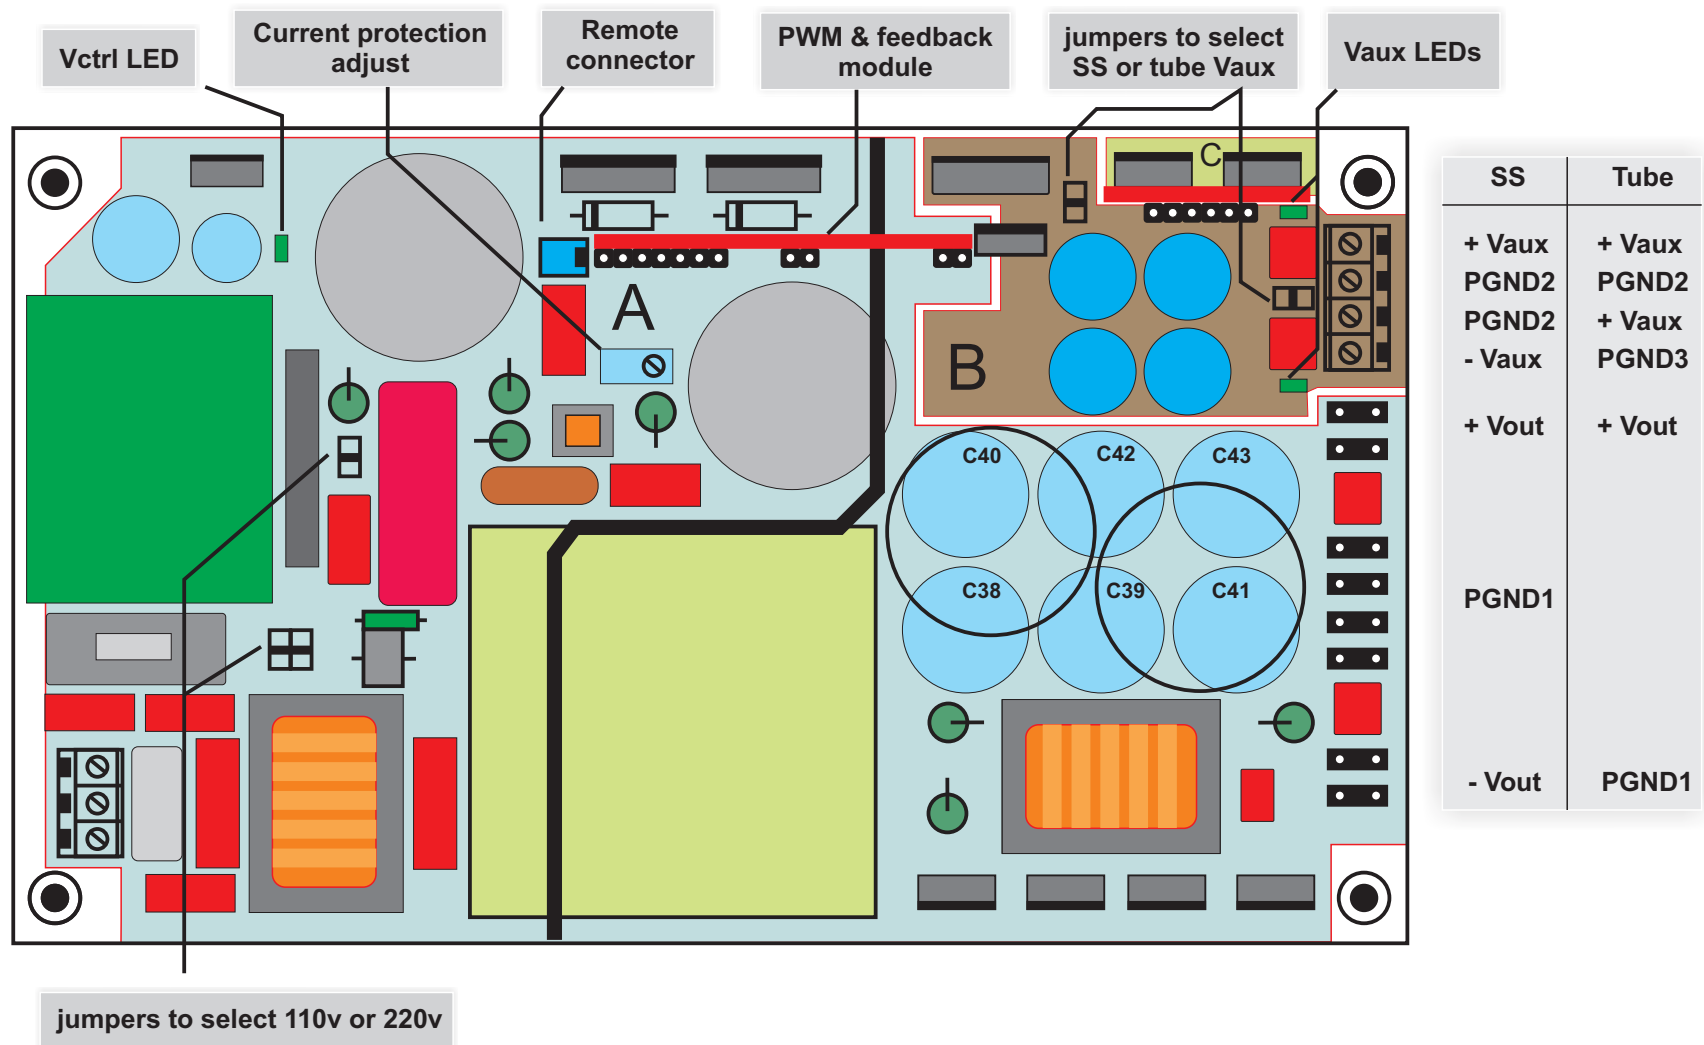 Vctrl LED
Current protection
adjust
Remote
connector
PWM & feedback
module
jumpers to select
SS or tube Vaux
Vaux LEDs
C
A
B
C40
C42
C43
C38
C39
C41
SS Tube
+ Vaux + Vaux
PGND2 PGND2
PGND2 + Vaux
- Vaux PGND3
+ Vout + Vout
PGND1
- Vout PGND1
jumpers to select 110v or 220v